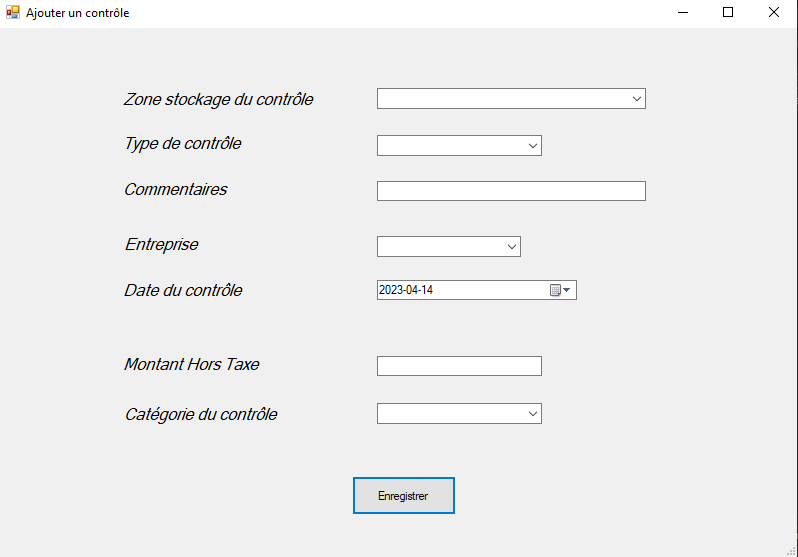 Ajouter un contrôle
Zone stockage du contrôle
Type de contrôle
Commentaires
Entreprise
Date du contrôle
2023-04-14
Montant Hors Taxe
Catégorie du contrôle
Enregistrer